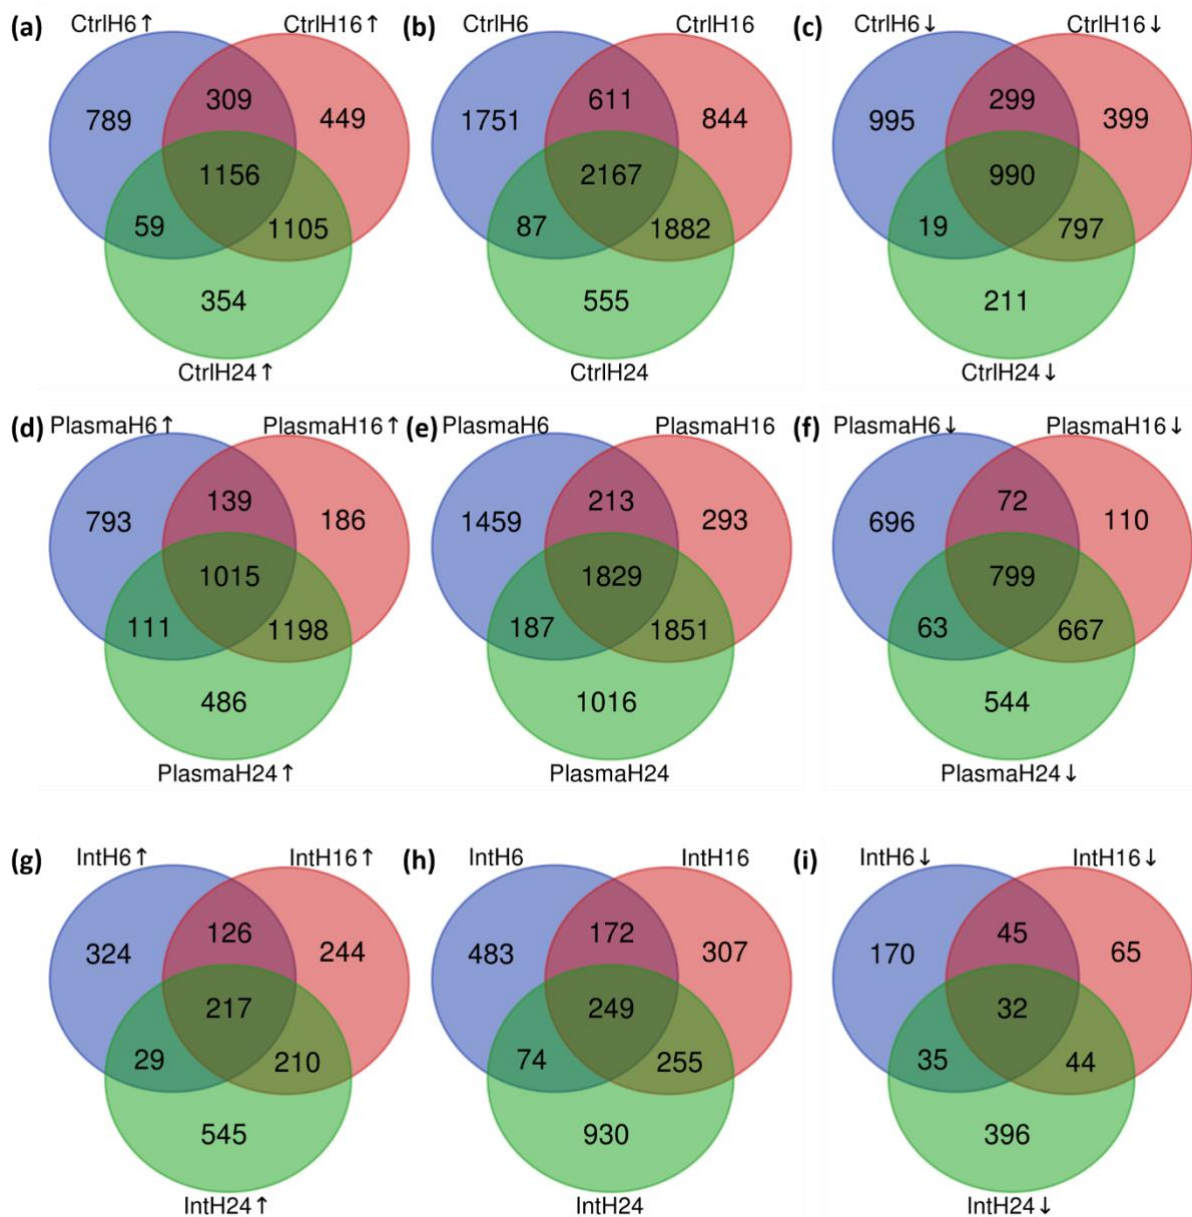 (a) CtrlH6↑ CtrlH16↑ (b) CtrlH6 CtrlH16 (c) CtrlH6↓ CtrlH16↓
309 611 299
789 449 1751 844 995 399
1156 2167 990
59 1105 87 1882 19 797
354 555 211
CtrlH24↑ CtrlH24 CtrlH24↓
(d) PlasmaH6↑ PlasmaH16↑ (e) PlasmaH6 PlasmaH16 (f) PlasmaH6↓ PlasmaH16↓
139 213 72
793 186 1459 293 696 110
1015 1829 799
111 1198 187 1851 63 667
486 1016 544
PlasmaH24↑ PlasmaH24 PlasmaH24↓
(g) IntH6↑ IntH16↑ (h) IntH6 IntH16 (i) IntH6↓ IntH16↓
126 172 45
324 244 483 307 170 65
217 249 32
29 210 74 255 35 44
545 930 396
IntH24↑ IntH24 IntH24↓